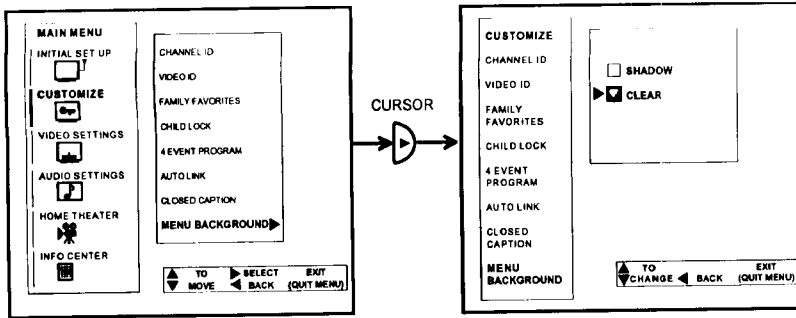 MAIN MENU
INITIAL SET UP
CUSTOMIZE
VIDEO SETTINGS
AUDIO SETTINGS
HOME THEATER
INFO CENTER
CHANNEL ID
VIDEO ID
FAMILY FAVORITES
CHILD LOCK
4 EVENT PROGRAM
AUTO LINK
CLOSED CAPTION
MENU BACKGROUND
TO SELECT EXIT
MOVE BACK (QUIT MENU)
CURSOR
CUSTOMIZE
CHANNEL ID
VIDEO ID
FAMILY
FAVORITES
CHILD LOCK
4 EVENT
PROGRAM
AUTO LINK
CLOSED
CAPTION
MENU
BACKGROUND
SHADOW
CLEAR
TO EXIT
CHANGE BACK (QUIT MENU)